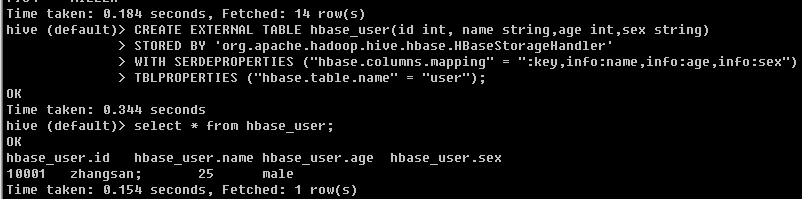 Time taken: 0.184 seconds, Fetched: 14 row(s)
hive (default)> CREATE EXTERNAL TABLE hbase_user(id int, name string,age int,sex string)
> STORED BY 'org.apache.hadoop.hive.hbase.HBaseStorageHandler'
> WITH SERDEPROPERTIES ("hbase.columns.mapping" = ":key,info:name,info:age,info:sex")
> TBLPROPERTIES ("hbase.table.name" = "user");
OK
Time taken: 0.344 seconds
hive (default)> select * from hbase_user;
OK
hbase_user.id hbase_user.name hbase_user.age hbase_user.sex
10001 zhangsan; 25 male
Time taken: 0.154 seconds, Fetched: 1 row(s)